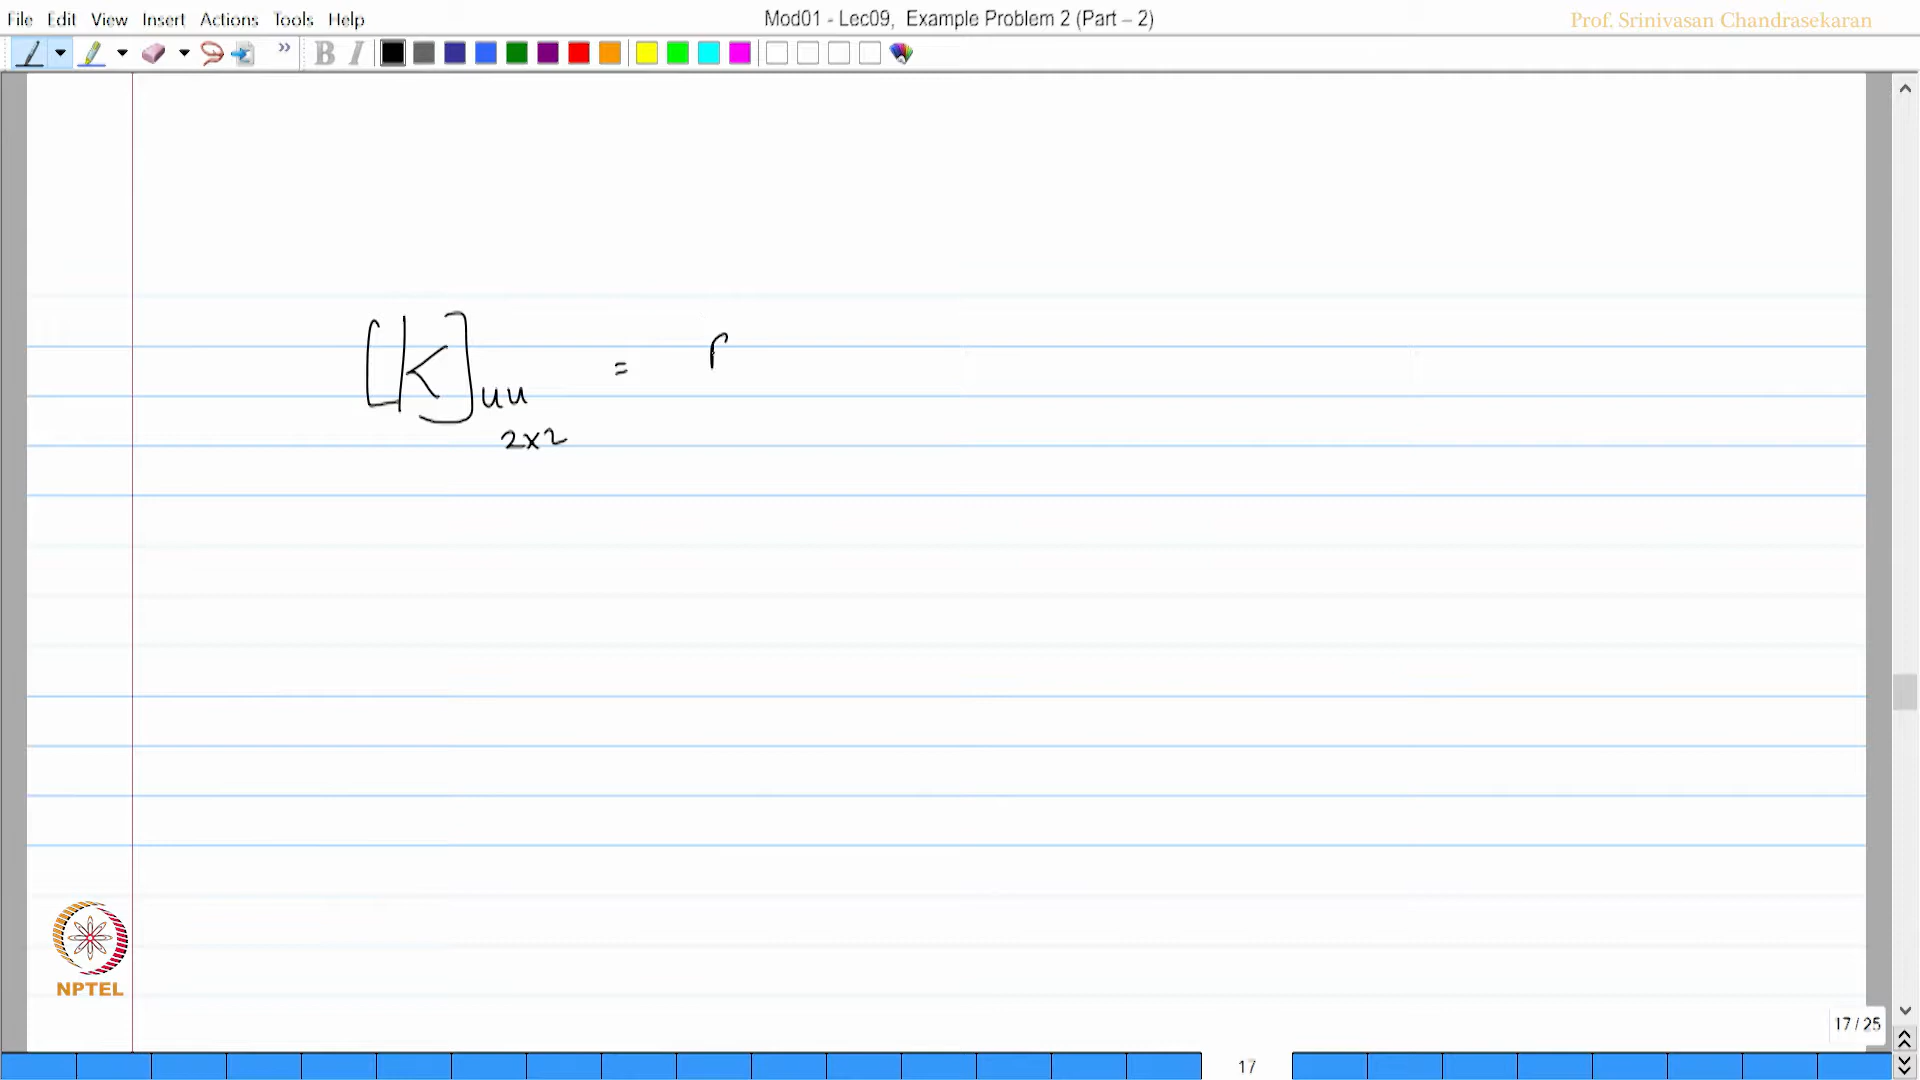 File Edit View Insert Actions Tools Help
Mod01 - Lec09, Example Problem 2 (Part – 2)
Prof. Srinivasan Chandrasekaran
B I
[K]uu =
2x2
NPTEL
17 / 25
17